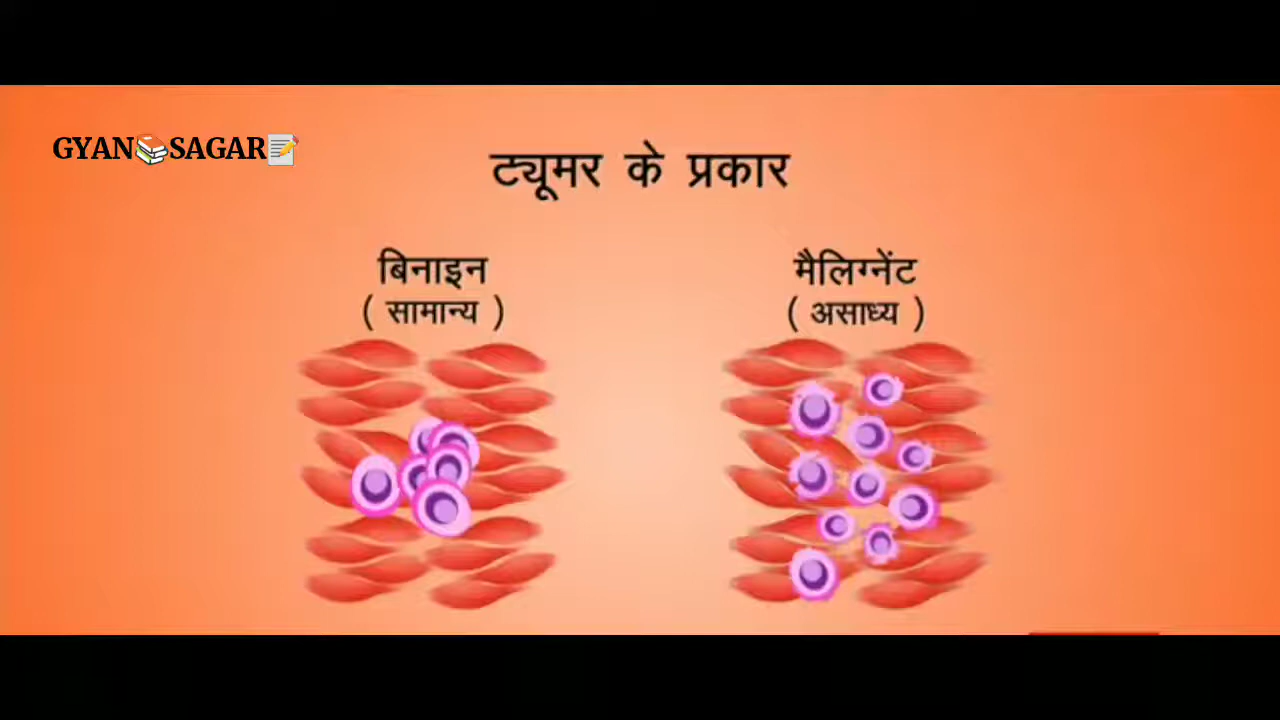 GYAN📚SAGAR📝
ट्यूमर के प्रकार
बिनाइन
( सामान्य )
मैलिग्नेंट
( असाध्य )